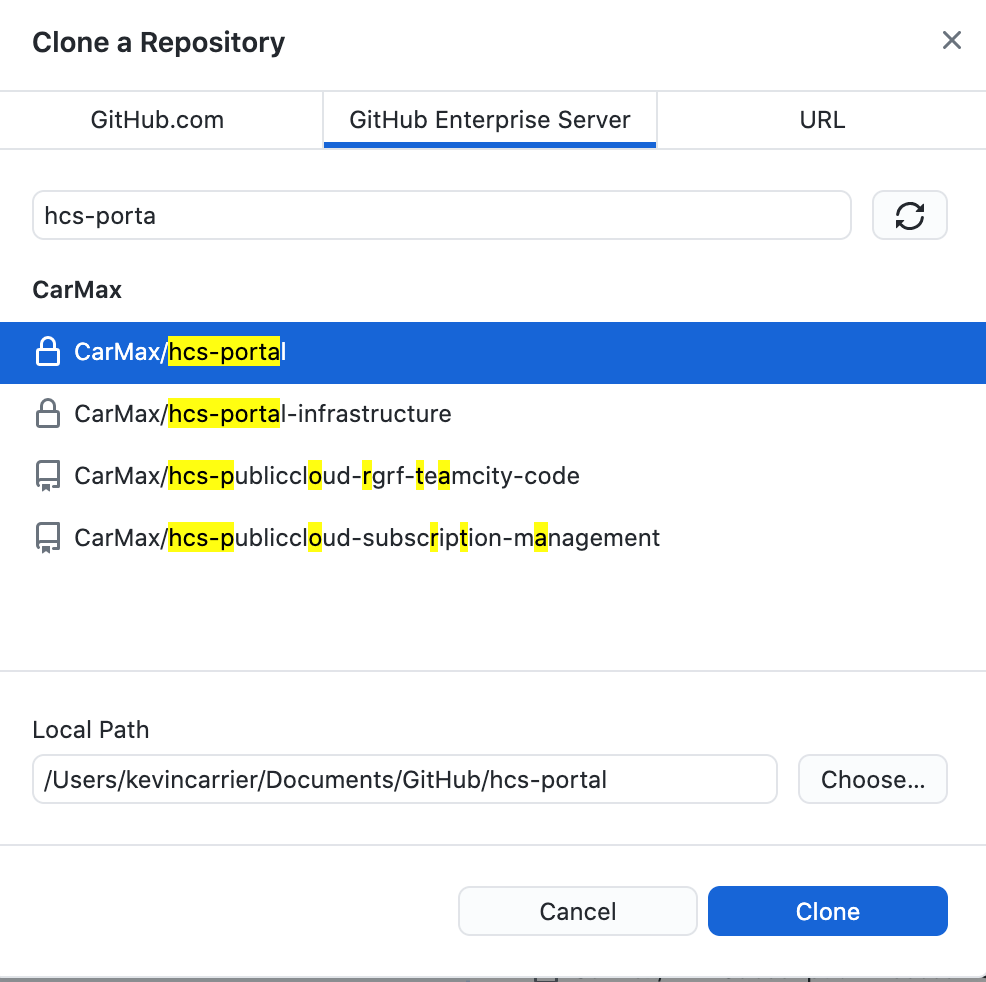 Clone a Repository
GitHub.com
GitHub Enterprise Server
URL
hcs-porta
CarMax
CarMax/hcs-portal
CarMax/hcs-portal-infrastructure
CarMax/hcs-publiccloud-rgrf-teamcity-code
CarMax/hcs-publiccloud-subscription-management
Local Path
/Users/kevincarrier/Documents/GitHub/hcs-portal
Choose...
Cancel
Clone